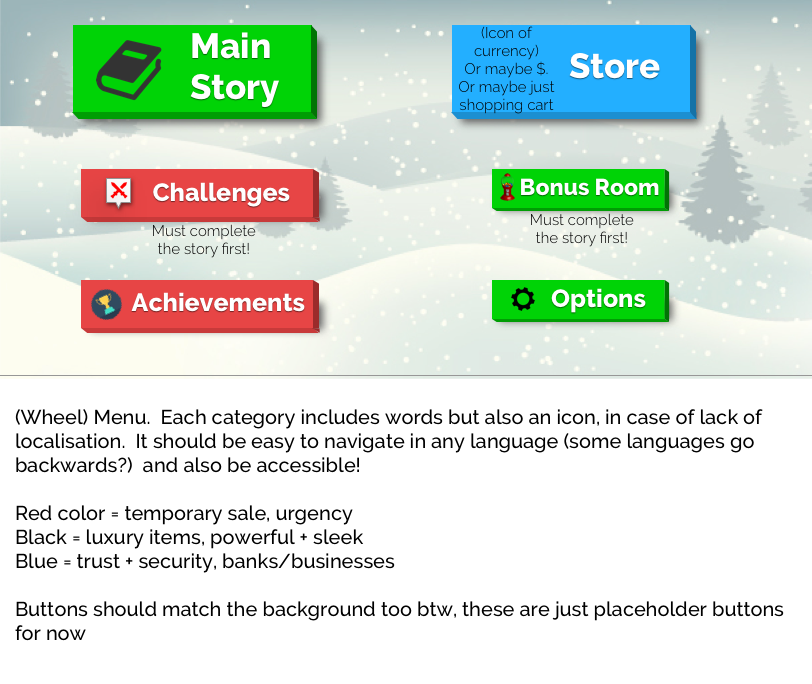 Main
Story
(Icon of
currency)
Or maybe $.
Or maybe just
shopping cart
Store
Challenges
Must complete
the story first!
Bonus Room
Must complete
the story first!
Achievements
Options
(Wheel) Menu.  Each category includes words but also an icon, in case of lack of
localisation.  It should be easy to navigate in any language (some languages go
backwards?)  and also be accessible!
Red color = temporary sale, urgency
Black = luxury items, powerful + sleek
Blue = trust + security, banks/businesses
Buttons should match the background too btw, these are just placeholder buttons
for now